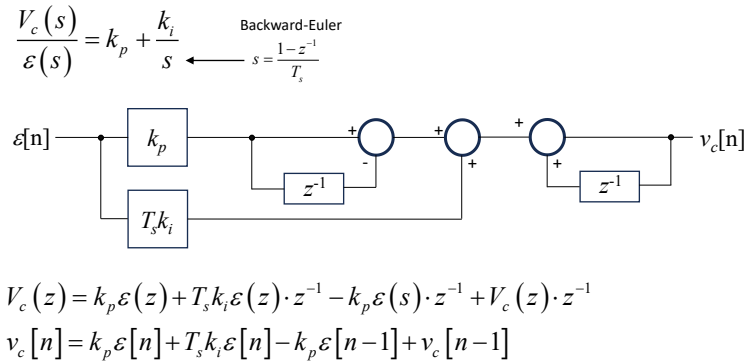 V_c(s)/ε(s) = k_p + k_i/s
Backward-Euler
s = (1 − z⁻¹)/T_s
ε[n]
k_p
+
-
+
+
+
+
v_c[n]
z⁻¹
z⁻¹
T_s k_i
V_c(z) = k_p ε(z) + T_s k_i ε(z) · z⁻¹ − k_p ε(s) · z⁻¹ + V_c(z) · z⁻¹
v_c[n] = k_p ε[n] + T_s k_i ε[n] − k_p ε[n−1] + v_c[n−1]